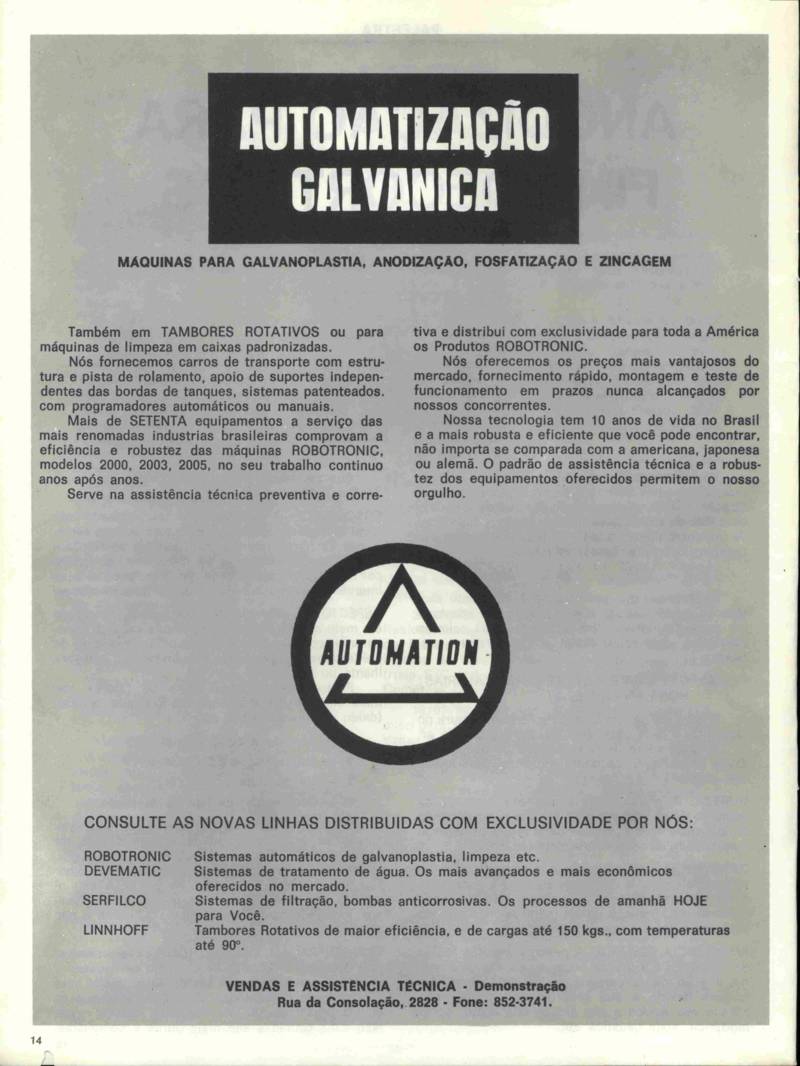 AUTOMATIZAÇÃO
GALVANICA
MÁQUINAS PARA GALVANOPLASTIA, ANODIZAÇÃO, FOSFATIZAÇÃO E ZINCAGEM
Também em TAMBORES ROTATIVOS ou para
máquinas de limpeza em caixas padronizadas.
Nós fornecemos carros de transporte com estru-
tura e pista de rolamento, apoio de suportes indepen-
dentes das bordas de tanques, sistemas patenteados.
com programadores automáticos ou manuais.
Mais de SETENTA equipamentos a serviço das
mais renomadas industrias brasileiras comprovam a
eficiência e robustez das máquinas ROBOTRONIC,
modelos 2000, 2003, 2005, no seu trabalho continuo
anos após anos.
Serve na assistência técnica preventiva e corre-
tiva e distribui com exclusividade para toda a América
os Produtos ROBOTRONIC.
Nós oferecemos os preços mais vantajosos do
mercado, fornecimento rápido, montagem e teste de
funcionamento em prazos nunca alcançados por
nossos concorrentes.
Nossa tecnologia tem 10 anos de vida no Brasil
e a mais robusta e eficiente que você pode encontrar,
não importa se comparada com a americana, japonesa
ou alemã. O padrão de assistência técnica e a robus-
tez dos equipamentos oferecidos permitem o nosso
orgulho.
AUTOMATION
CONSULTE AS NOVAS LINHAS DISTRIBUIDAS COM EXCLUSIVIDADE POR NÓS:
ROBOTRONIC Sistemas automáticos de galvanoplastia, limpeza etc.
DEVEMATIC Sistemas de tratamento de água. Os mais avançados e mais econômicos
oferecidos no mercado.
SERFILCO Sistemas de filtração, bombas anticorrosivas. Os processos de amanhã HOJE
para Você.
LINNHOFF Tambores Rotativos de maior eficiência, e de cargas até 150 kgs., com temperaturas
até 90º.
VENDAS E ASSISTÊNCIA TÉCNICA - Demonstração
Rua da Consolação, 2828 - Fone: 852-3741.
14